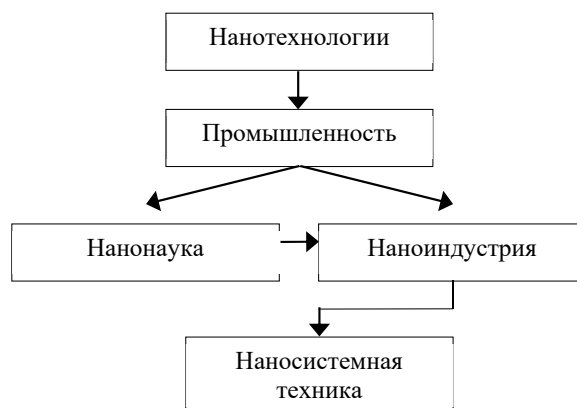 Нанотехнологии
Промышленность
Нанонаука
Наноиндустрия
Наносистемная
техника